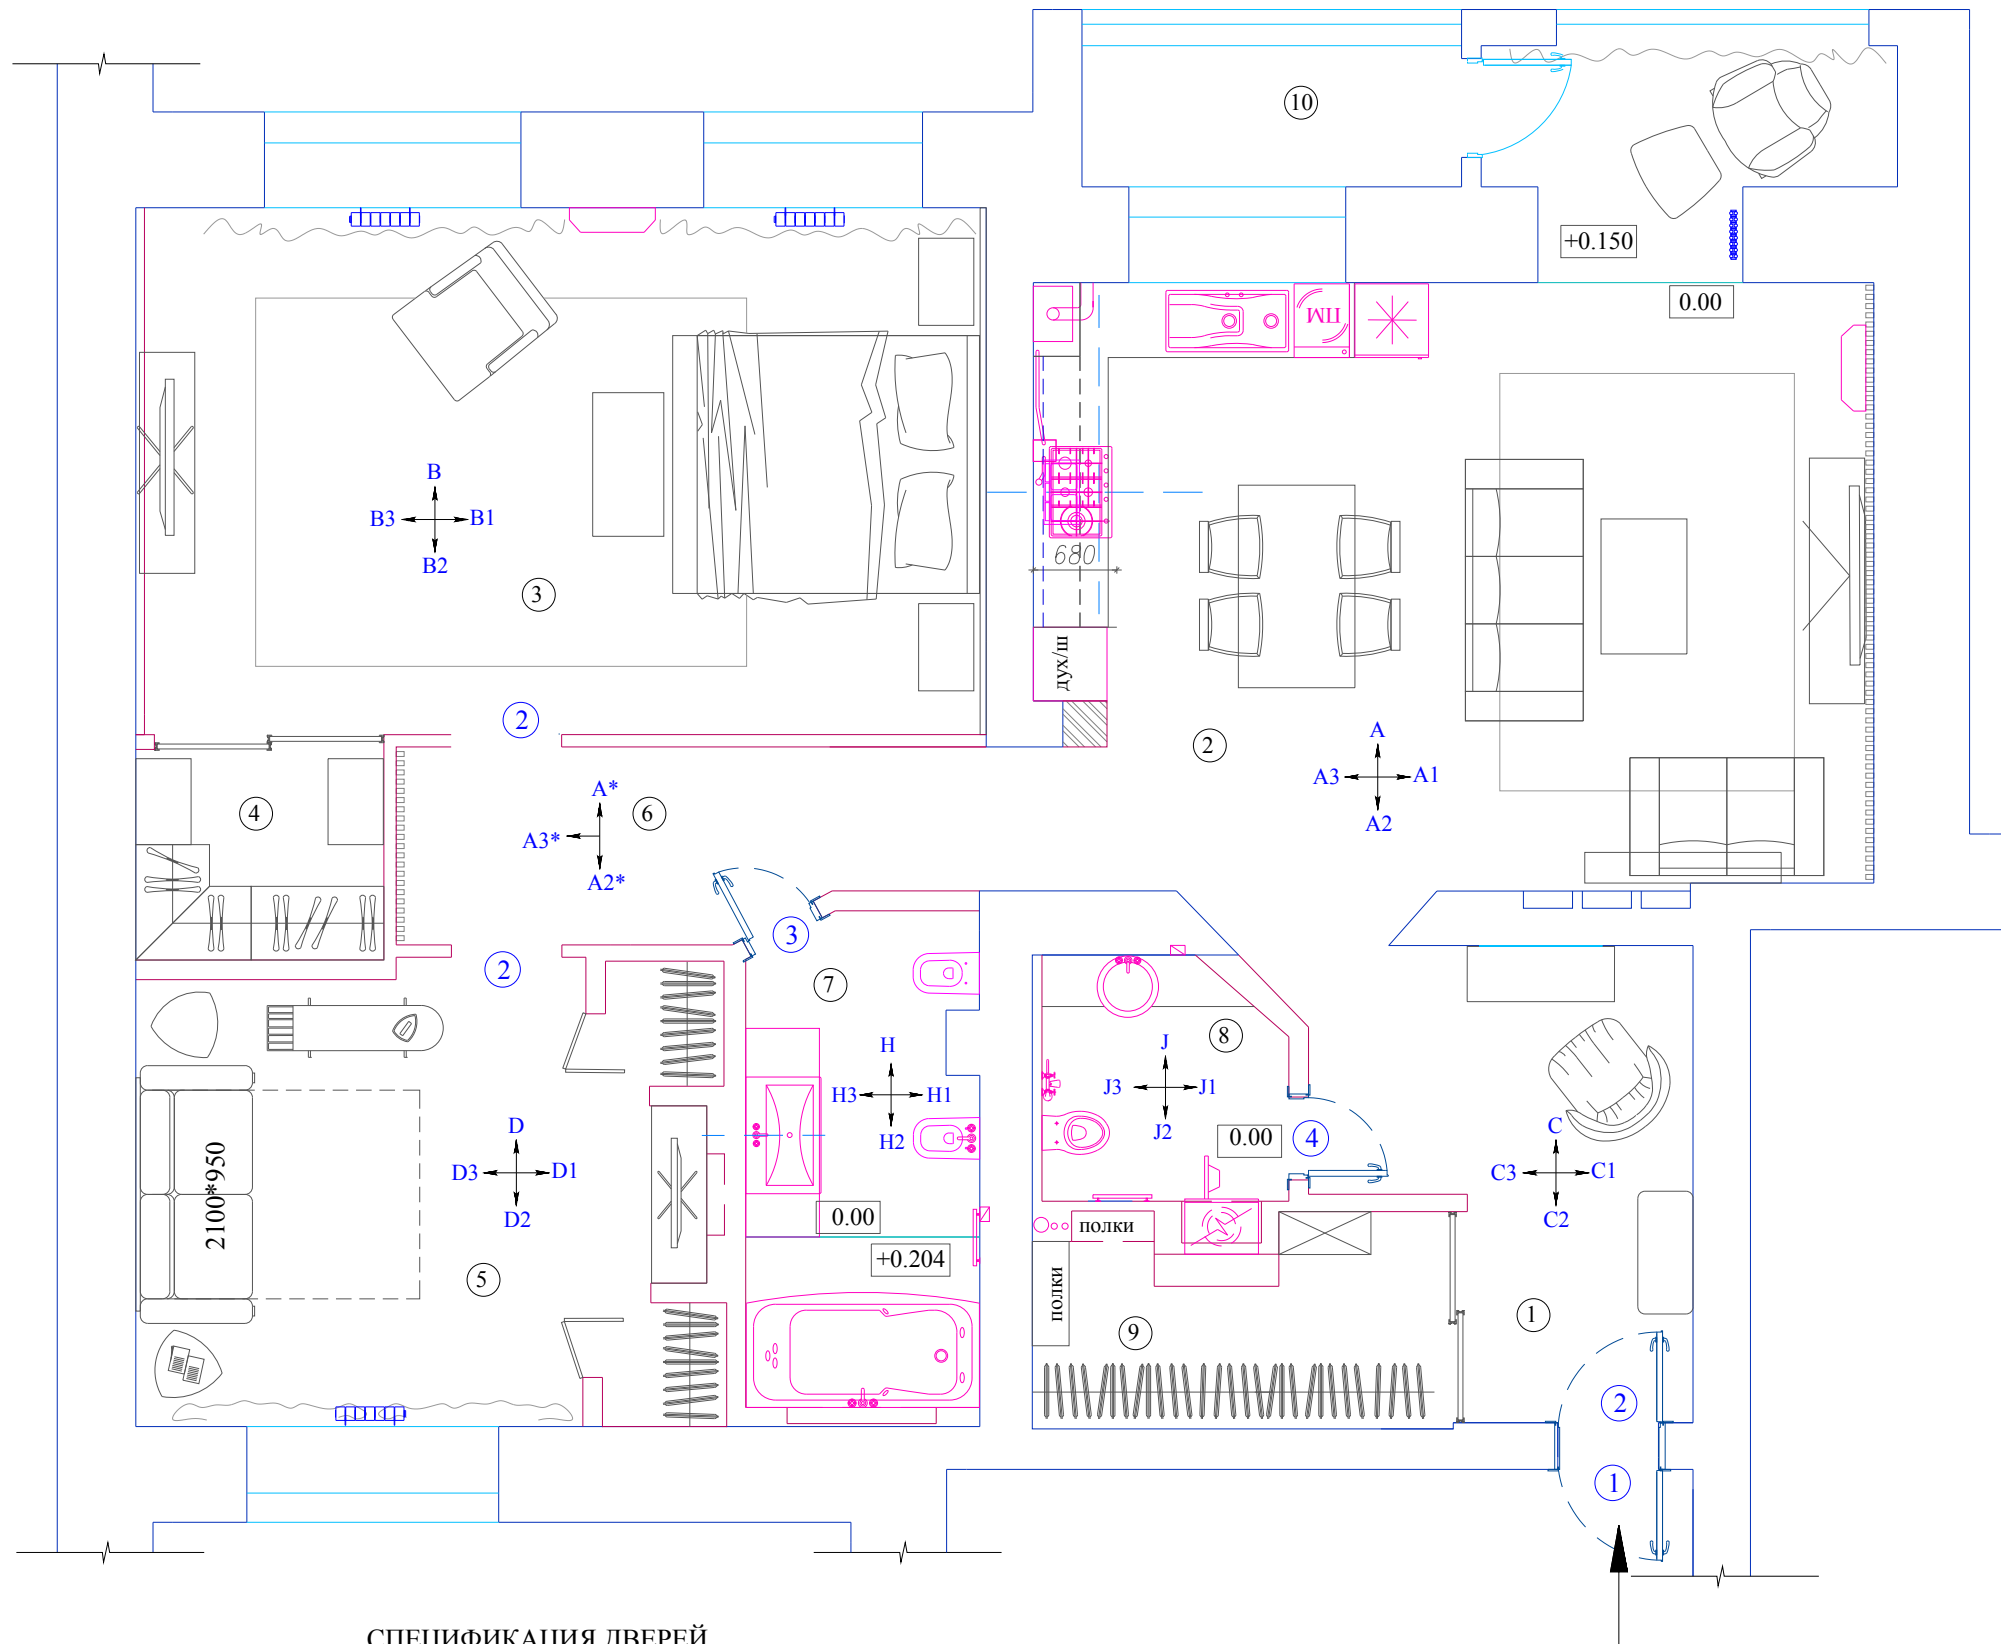 10
+0.150
0.00
ПМ
B
B3
B1
B2
3
680
дух/ш
2
2
A
A3
A1
A2
4
A*
6
A3*
A2*
3
2
7
8
H
H3
H1
H2
J
J3
J1
J2
0.00
4
D
D3
D1
D2
2100*950
C
C3
C1
C2
0.00
полки
+0.204
5
полки
9
1
2
1
СПЕЦИФИКАЦИЯ ДВЕРЕЙ